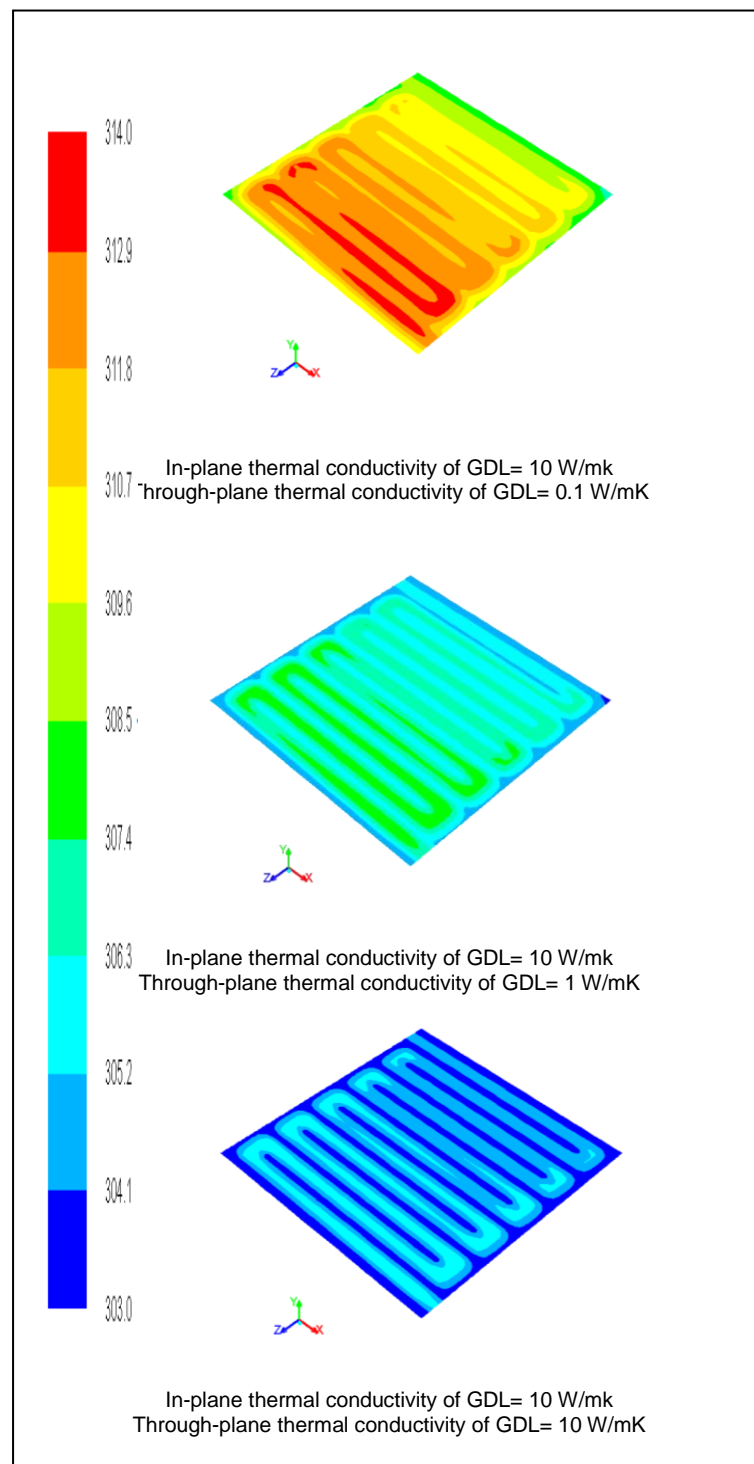 314.0
312.9
311.8
310.7
309.6
308.5
307.4
306.3
305.2
304.1
303.0
Y
Z
X
In-plane thermal conductivity of GDL= 10 W/mk
hrough-plane thermal conductivity of GDL= 0.1 W/mK
Y
Z
X
In-plane thermal conductivity of GDL= 10 W/mk
Through-plane thermal conductivity of GDL= 1 W/mK
Y
Z
X
In-plane thermal conductivity of GDL= 10 W/mk
Through-plane thermal conductivity of GDL= 10 W/mK